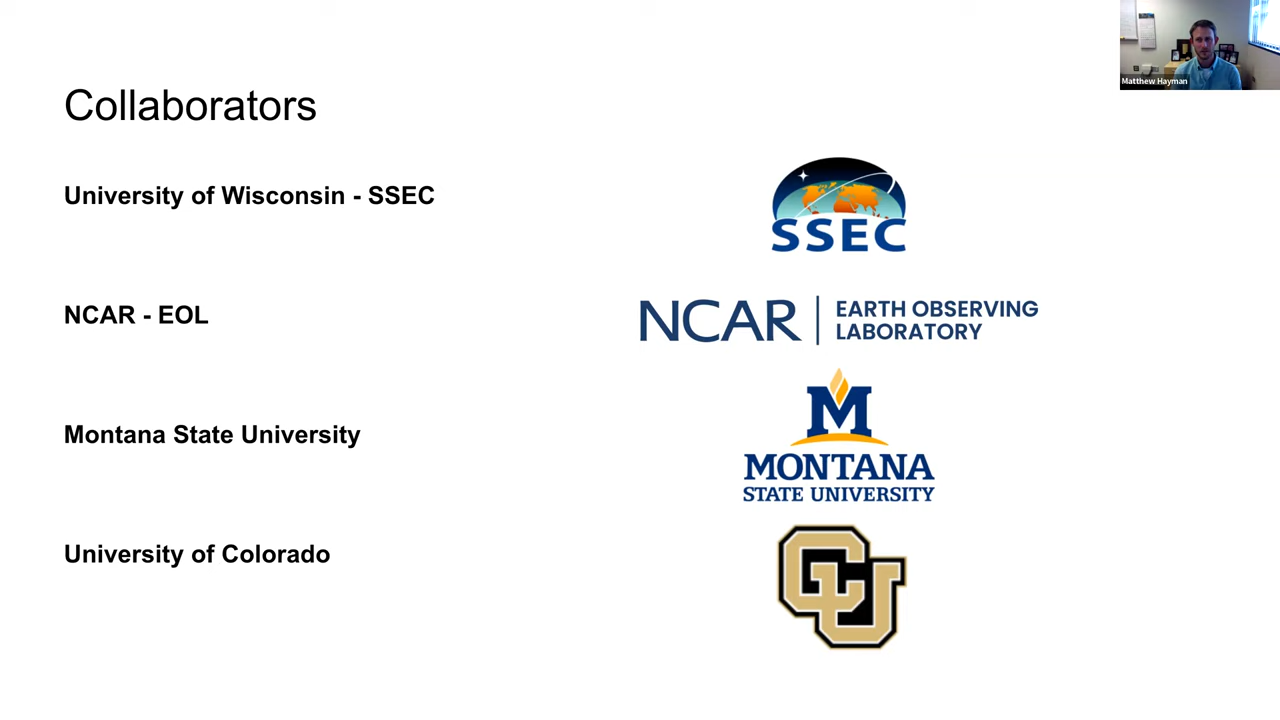 Matthew Hayman
Collaborators
University of Wisconsin - SSEC
SSEC
NCAR - EOL
NCAR | EARTH OBSERVING
LABORATORY
Montana State University
M
MONTANA
STATE UNIVERSITY
University of Colorado
CU